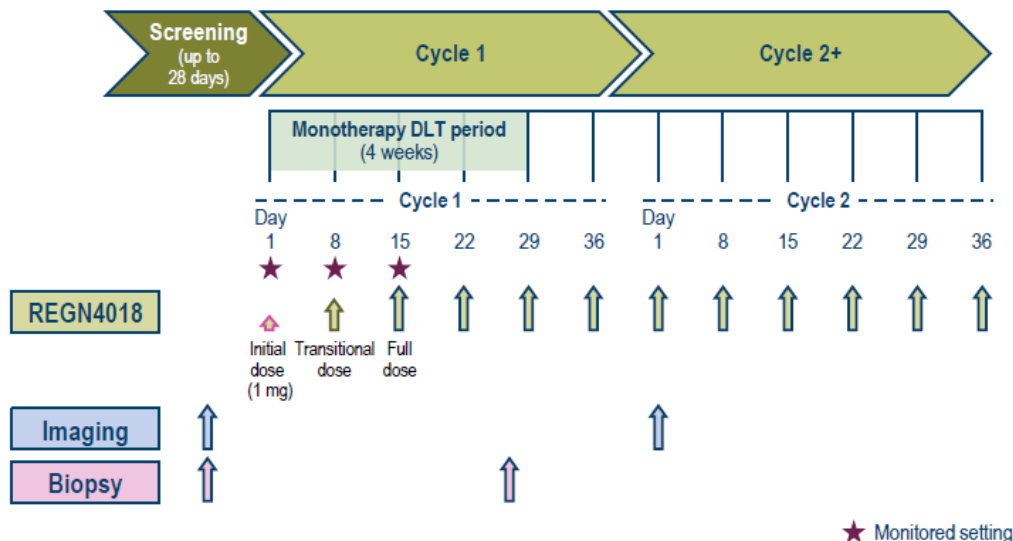 Screening
(up to
28 days)
Cycle 1
Cycle 2+
Monotherapy DLT period
(4 weeks)
Cycle 1
Cycle 2
Day
Day
1 8 15 22 29 36 1 8 15 22 29 36
REGN4018
Initial Transitional Full
dose dose dose
(1 mg)
Imaging
Biopsy
Monitored setting